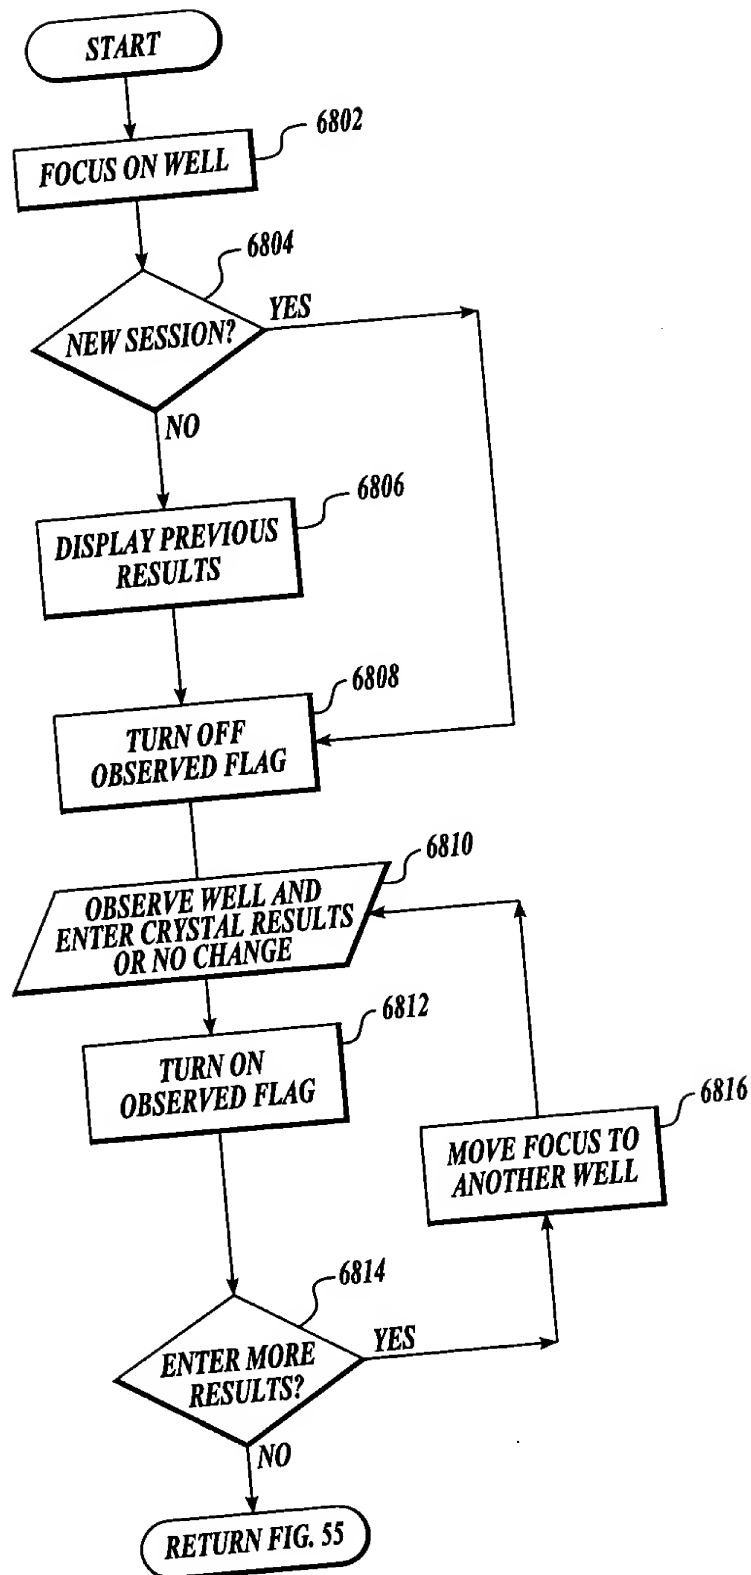 START
6802
FOCUS ON WELL
6804
YES
NEW SESSION?
NO
6806
DISPLAY PREVIOUS
RESULTS
6808
TURN OFF
OBSERVED FLAG
6810
OBSERVE WELL AND
ENTER CRYSTAL RESULTS
OR NO CHANGE
6812
TURN ON
OBSERVED FLAG
6816
MOVE FOCUS TO
ANOTHER WELL
6814
YES
ENTER MORE
RESULTS?
NO
RETURN FIG. 55